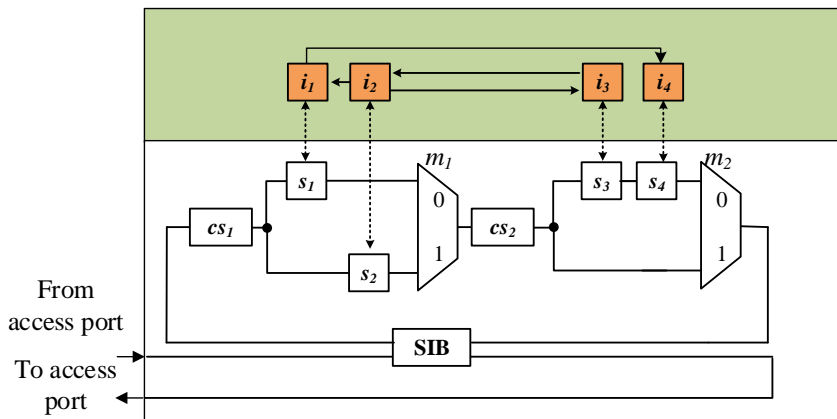 i1 i2 i3 i4
m1 m2
s1 s3 s4
0 0
cs1 cs2
1 1
s2
From
access port
SIB
To access
port